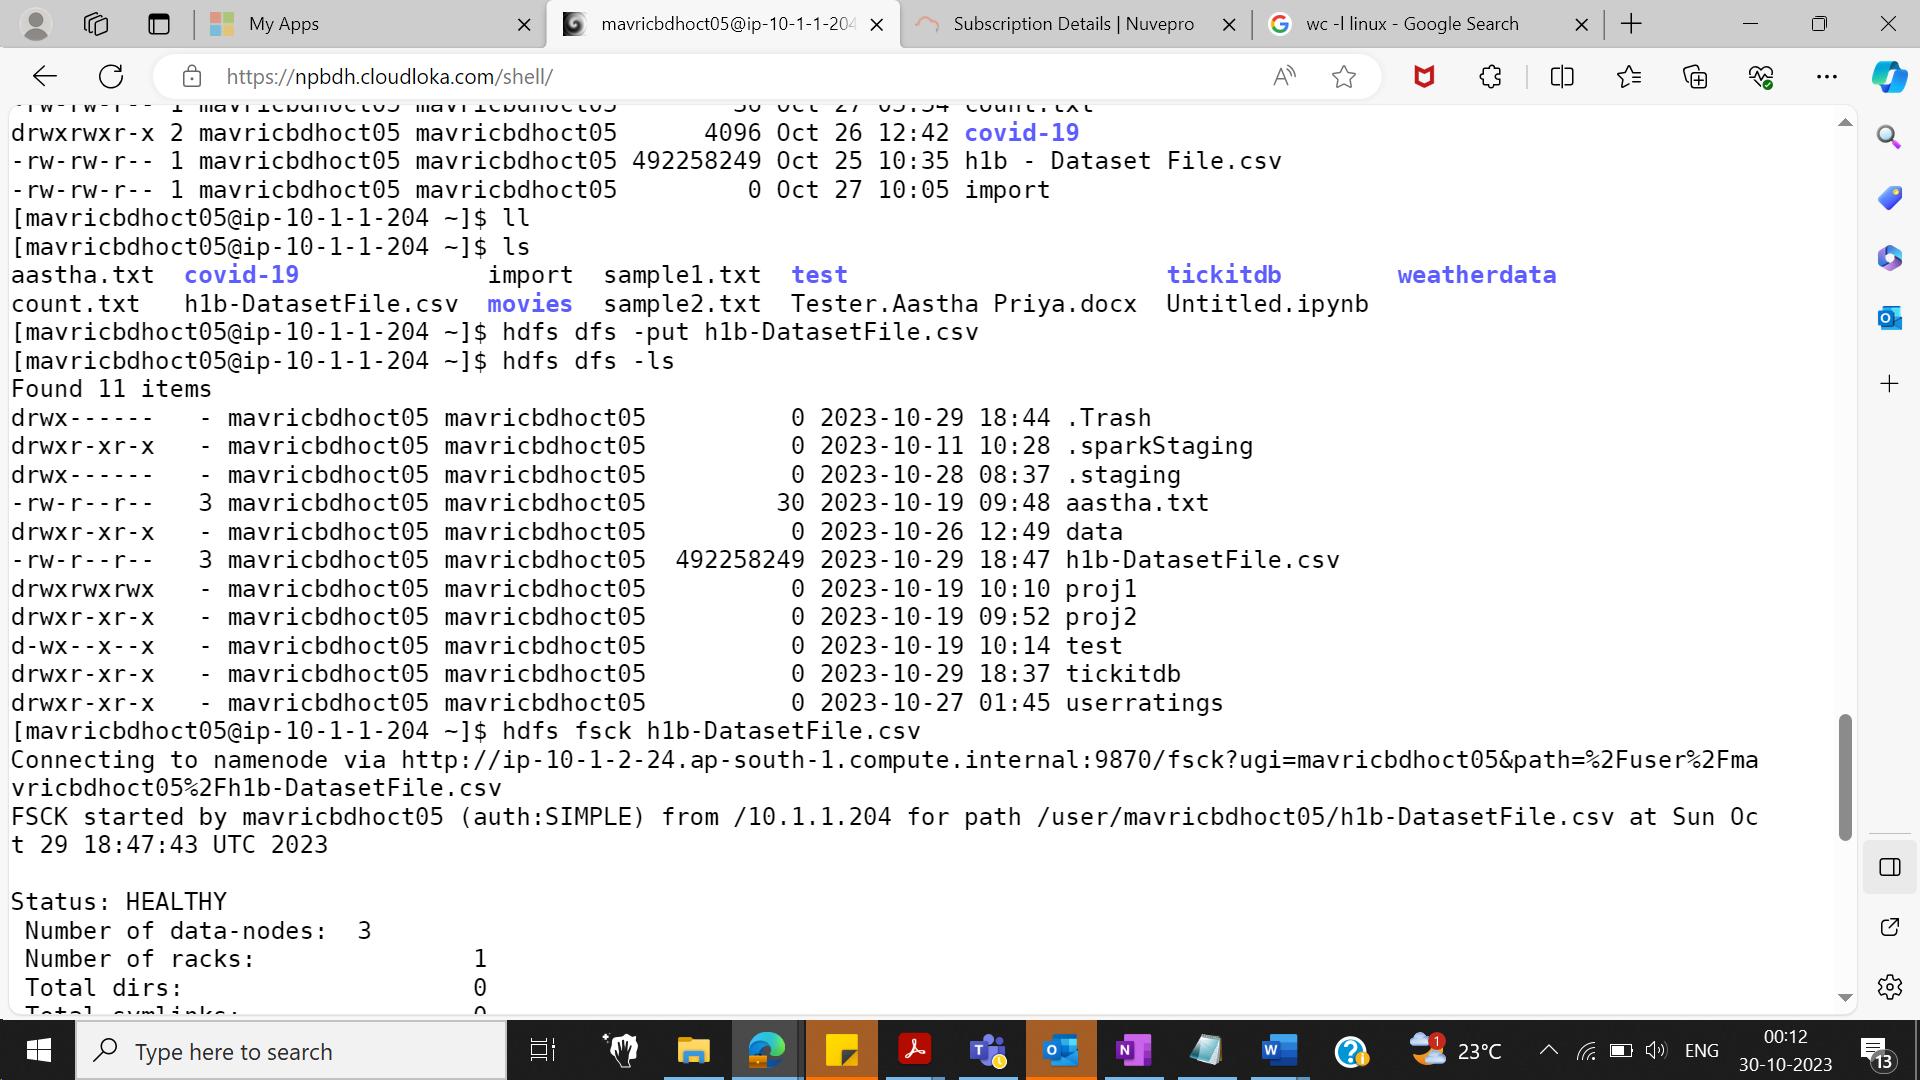 My Apps
mavricbdhoct05@ip-10-1-1-204
Subscription Details | Nuvepro
wc -l linux - Google Search
https://npbdh.cloudloka.com/shell/
-rw-rw-r-- 1 mavricbdhoct05 mavricbdhoct05 Oct 27 count.txt
drwxrwxr-x 2 mavricbdhoct05 mavricbdhoct05 4096 Oct 26 12:42 covid-19
-rw-rw-r-- 1 mavricbdhoct05 mavricbdhoct05 492258249 Oct 25 10:35 h1b - Dataset File.csv
-rw-rw-r-- 1 mavricbdhoct05 mavricbdhoct05 0 Oct 27 10:05 import
[mavricbdhoct05@ip-10-1-1-204 ~]$ ll
[mavricbdhoct05@ip-10-1-1-204 ~]$ ls
aastha.txt covid-19 import sample1.txt test tickitdb weatherdata
count.txt h1b-DatasetFile.csv movies sample2.txt Tester.Aastha Priya.docx Untitled.ipynb
[mavricbdhoct05@ip-10-1-1-204 ~]$ hdfs dfs -put h1b-DatasetFile.csv
[mavricbdhoct05@ip-10-1-1-204 ~]$ hdfs dfs -ls
Found 11 items
drwx------ - mavricbdhoct05 mavricbdhoct05 0 2023-10-29 18:44 .Trash
drwxr-xr-x - mavricbdhoct05 mavricbdhoct05 0 2023-10-11 10:28 .sparkStaging
drwx------ - mavricbdhoct05 mavricbdhoct05 0 2023-10-28 08:37 .staging
-rw-r--r-- 3 mavricbdhoct05 mavricbdhoct05 30 2023-10-19 09:48 aastha.txt
drwxr-xr-x - mavricbdhoct05 mavricbdhoct05 0 2023-10-26 12:49 data
-rw-r--r-- 3 mavricbdhoct05 mavricbdhoct05 492258249 2023-10-29 18:47 h1b-DatasetFile.csv
drwxrwxrwx - mavricbdhoct05 mavricbdhoct05 0 2023-10-19 10:10 proj1
drwxr-xr-x - mavricbdhoct05 mavricbdhoct05 0 2023-10-19 09:52 proj2
d-wx--x--x - mavricbdhoct05 mavricbdhoct05 0 2023-10-19 10:14 test
drwxr-xr-x - mavricbdhoct05 mavricbdhoct05 0 2023-10-29 18:37 tickitdb
drwxr-xr-x - mavricbdhoct05 mavricbdhoct05 0 2023-10-27 01:45 userratings
[mavricbdhoct05@ip-10-1-1-204 ~]$ hdfs fsck h1b-DatasetFile.csv
Connecting to namenode via http://ip-10-1-2-24.ap-south-1.compute.internal:9870/fsck?ugi=mavricbdhoct05&path=%2Fuser%2Fma
vricbdhoct05%2Fh1b-DatasetFile.csv
FSCK started by mavricbdhoct05 (auth:SIMPLE) from /10.1.1.204 for path /user/mavricbdhoct05/h1b-DatasetFile.csv at Sun Oc
t 29 18:47:43 UTC 2023
Status: HEALTHY
Number of data-nodes: 3
Number of racks: 1
Total dirs: 0
Total symlinks: 0
Type here to search
1
23°C
ENG
00:12
30-10-2023
13